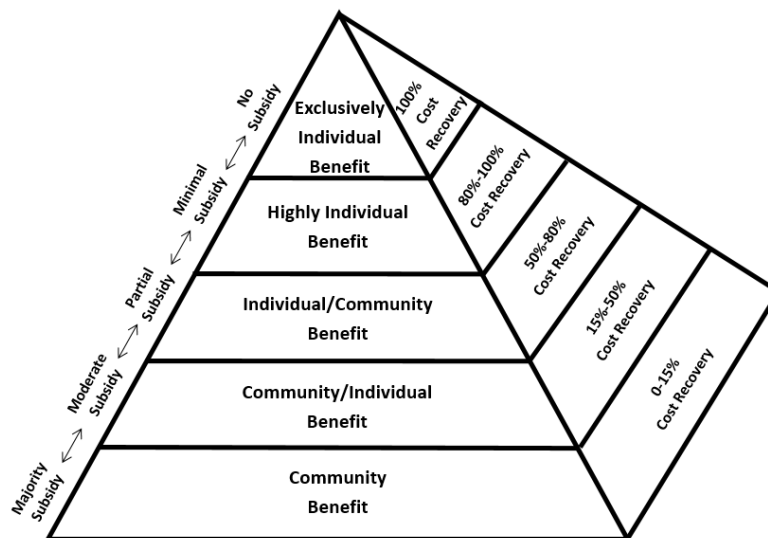 No
Subsidy
Exclusively
Individual
Benefit
100%
Cost
Recovery
Minimal
Subsidy
Highly Individual
Benefit
80%-100%
Cost Recovery
Partial
Subsidy
Individual/Community
Benefit
50%-80%
Cost Recovery
Moderate
Subsidy
Community/Individual
Benefit
15%-50%
Cost Recovery
Majority
Subsidy
Community
Benefit
0-15%
Cost Recovery